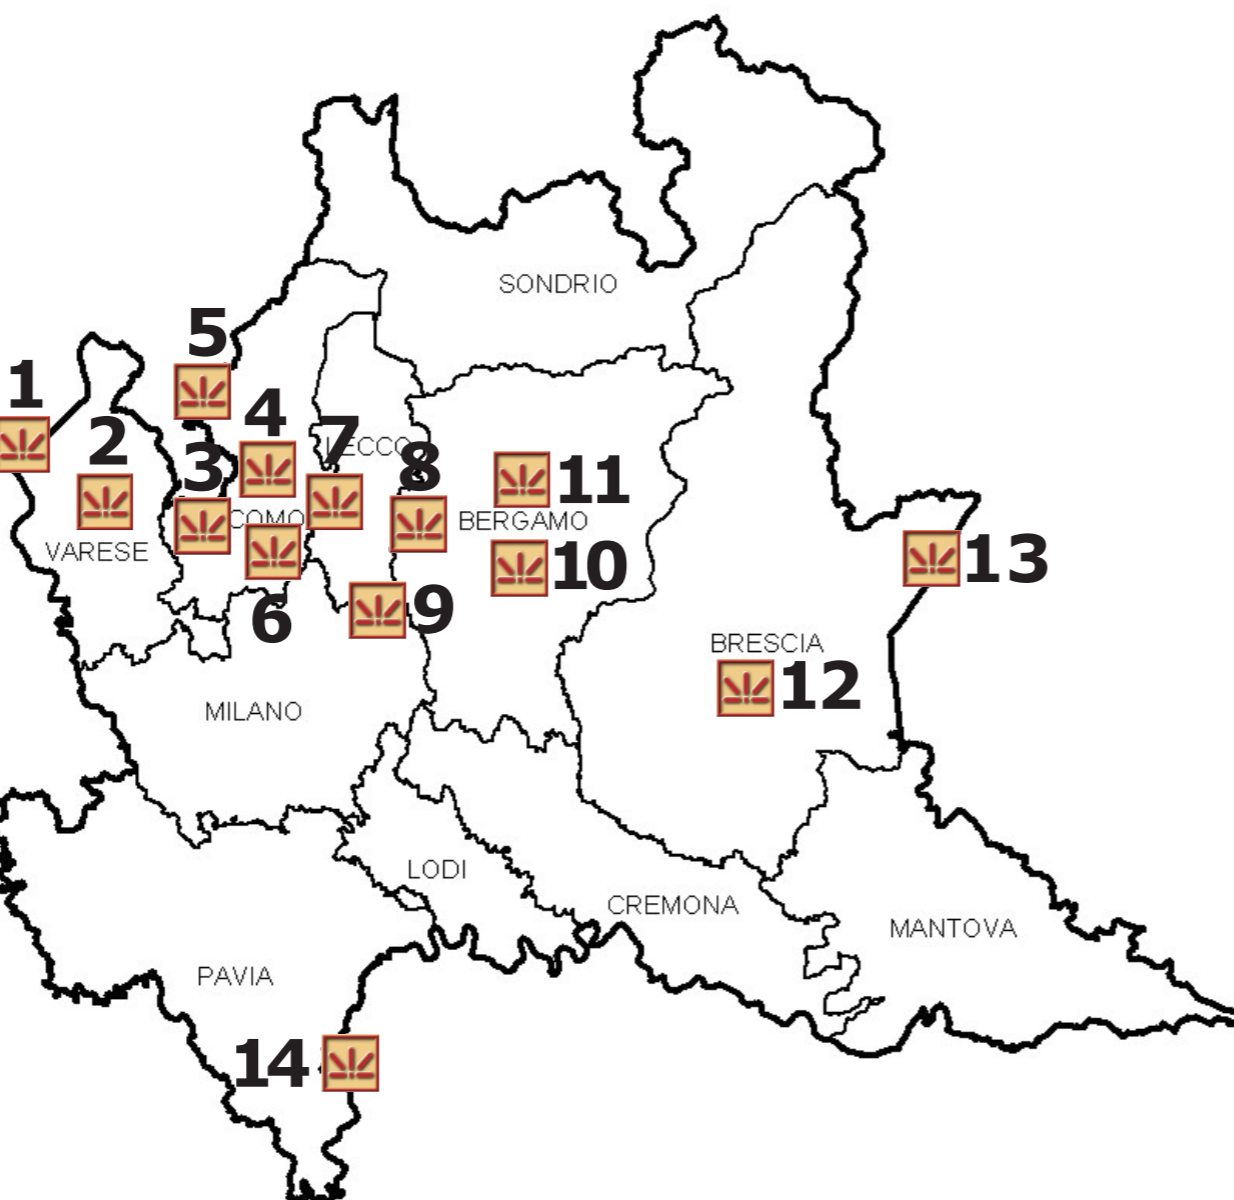 SONDRIO
5
1
4
2
7
LECCO
3
8
11
COMO
BERGAMO
VARESE
10
13
6
9
BRESCIA
12
MILANO
LODI
CREMONA
MANTOVA
PAVIA
14